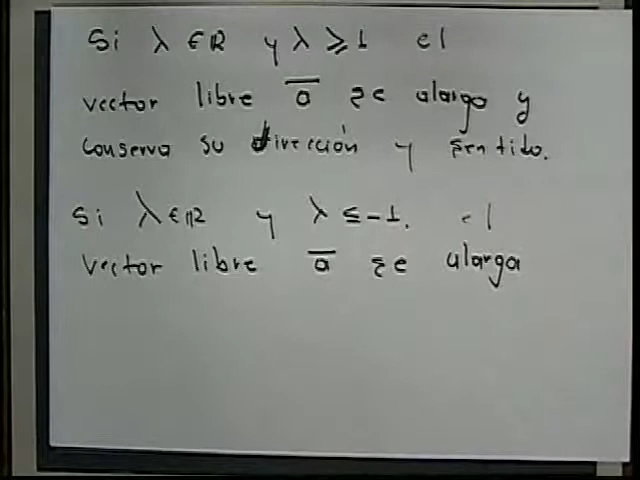 Si λ ∈ ℝ y λ ≥ 1 el
vector libre a̅ se alarga y
conserva su dirección y sentido.
Si λ ∈ ℝ y λ ≤ -1. el
vector libre a̅ se alarga